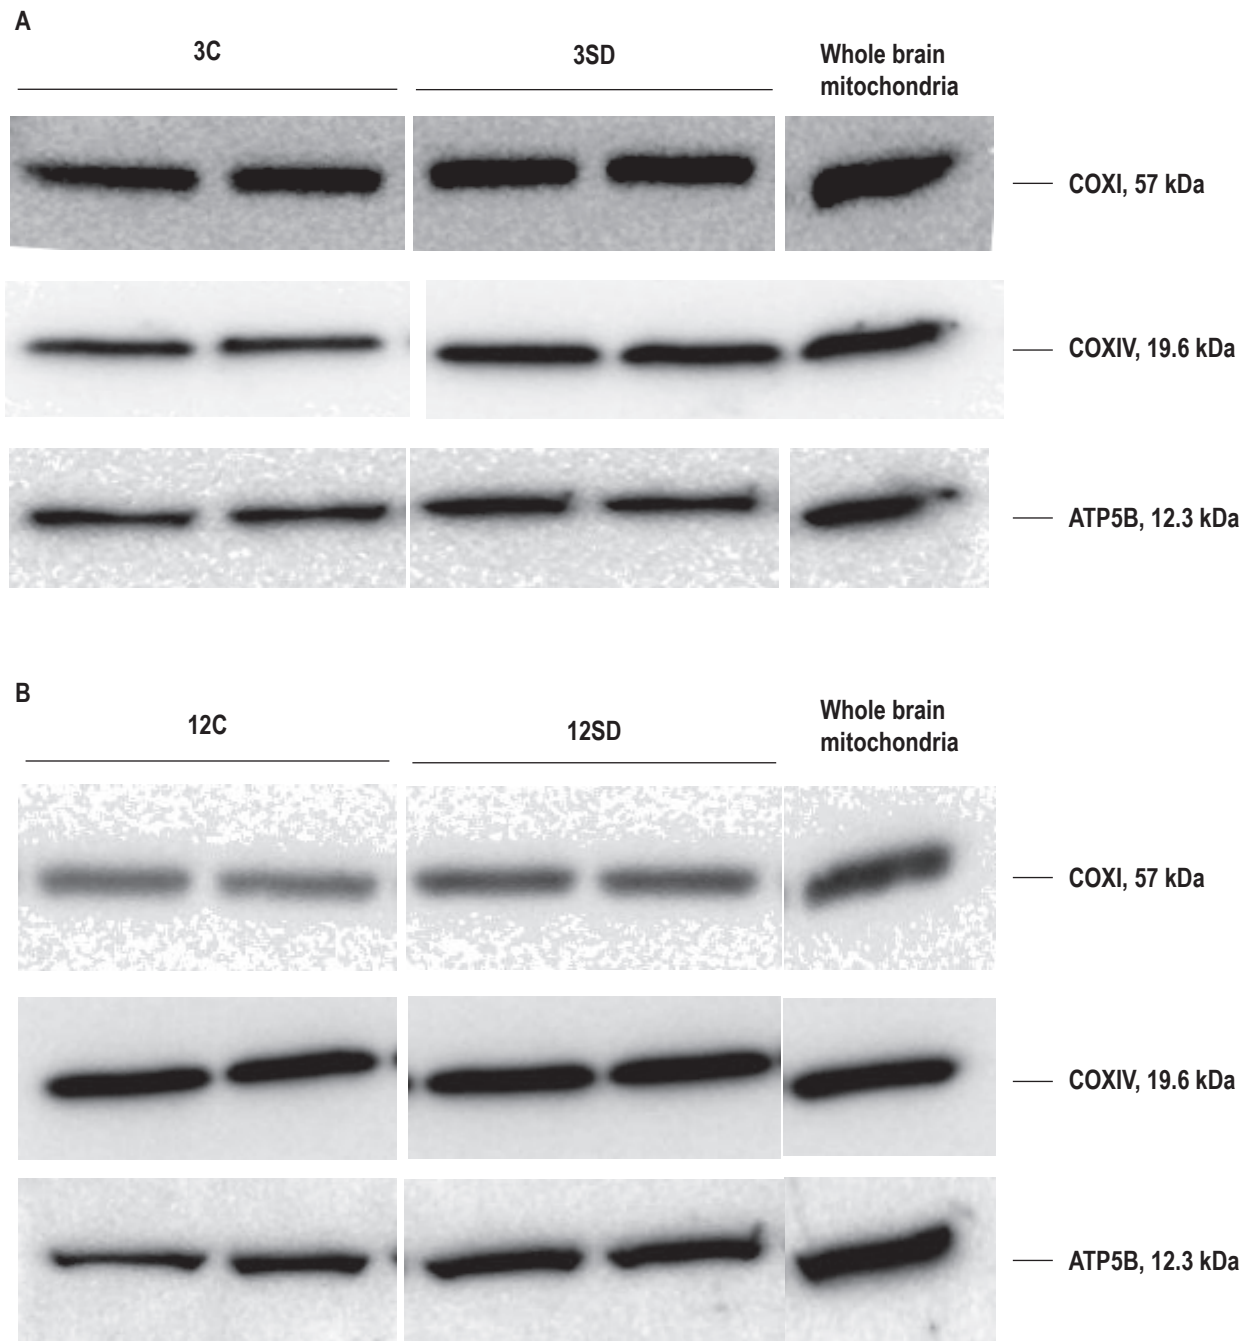 A
3C
3SD
Whole brain
mitochondria
COXI, 57 kDa
COXIV, 19.6 kDa
ATP5B, 12.3 kDa
B
12C
12SD
Whole brain
mitochondria
COXI, 57 kDa
COXIV, 19.6 kDa
ATP5B, 12.3 kDa